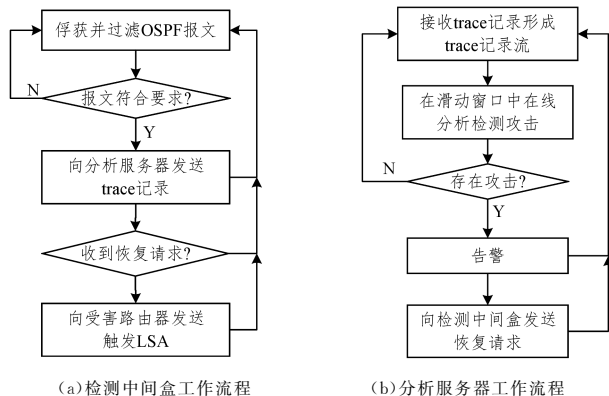 俘获并过滤OSPF报文
N
报文符合要求?
Y
向分析服务器发送
trace记录
收到恢复请求?
向受害路由器发送
触发LSA
(a)检测中间盒工作流程
接收trace记录形成
trace记录流
在滑动窗口中在线
分析检测攻击
N
存在攻击?
Y
告警
向检测中间盒发送
恢复请求
(b)分析服务器工作流程